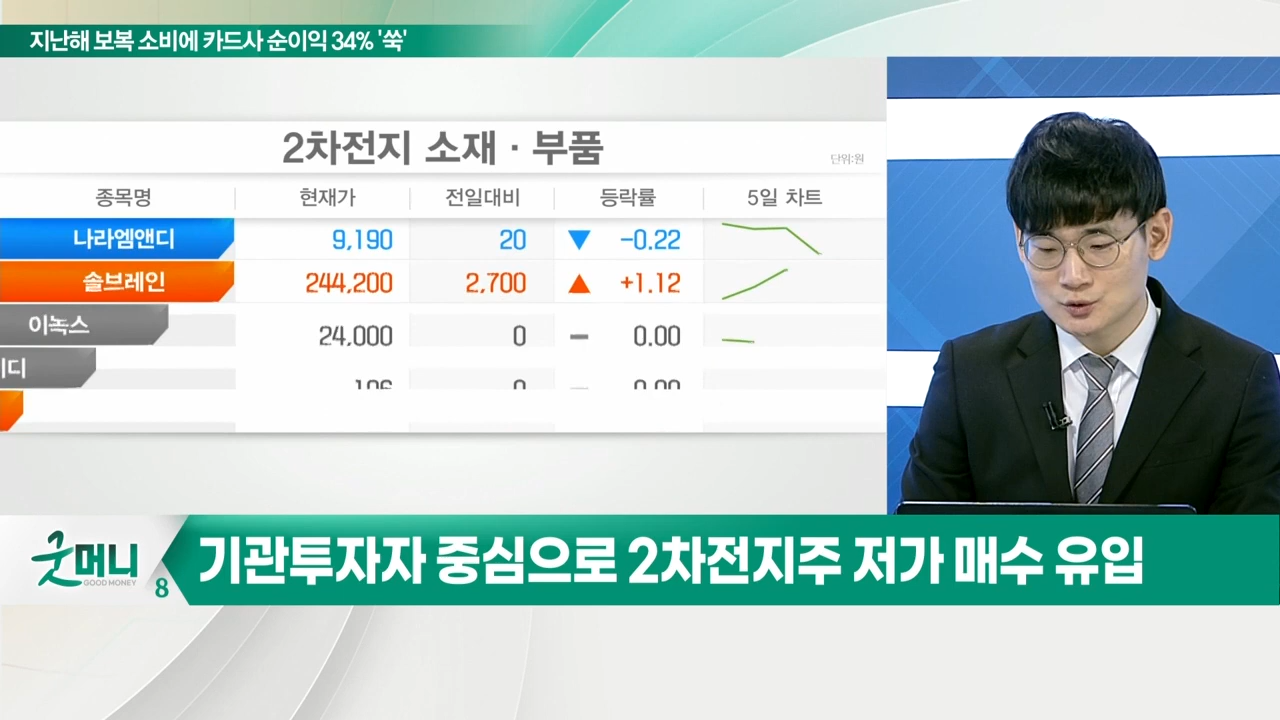 지난해 보복 소비에 카드사 순이익 34% '쑥'
2차전지 소재 · 부품
단위:원
종목명 현재가 전일대비 등락률 5일 차트
나라엠앤디 9,190 20 ▼ -0.22
솔브레인 244,200 2,700 ▲ +1.12
이녹스 24,000 0 - 0.00
디
굿머니 기관투자자 중심으로 2차전지주 저가 매수 유입
GOOD MONEY
8